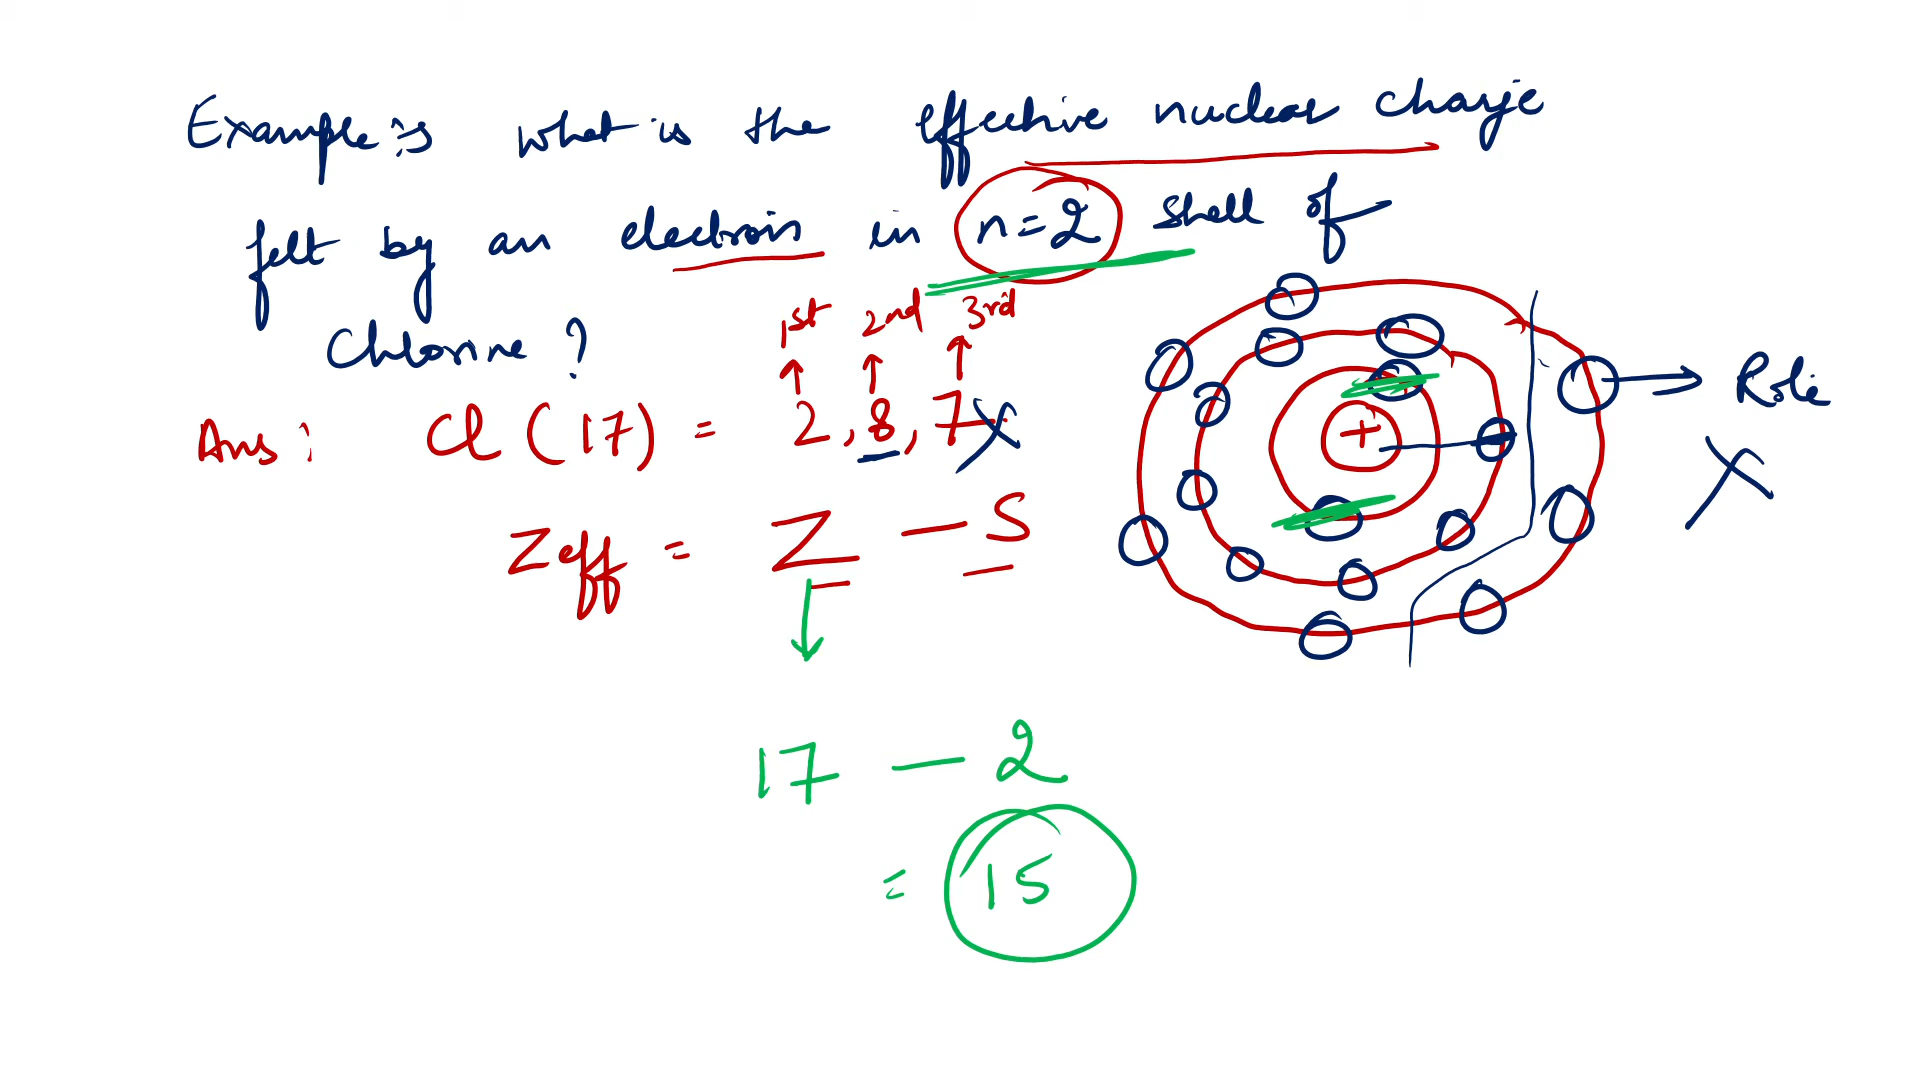 Example:- what is the effective nuclear charge
felt by an electron in n=2 shell of
Chlorine ?
1st 2nd 3rd
Ans: Cl (17) = 2, 8, 7
Zeff = Z - S
17 - 2
= 15
+
Role
X